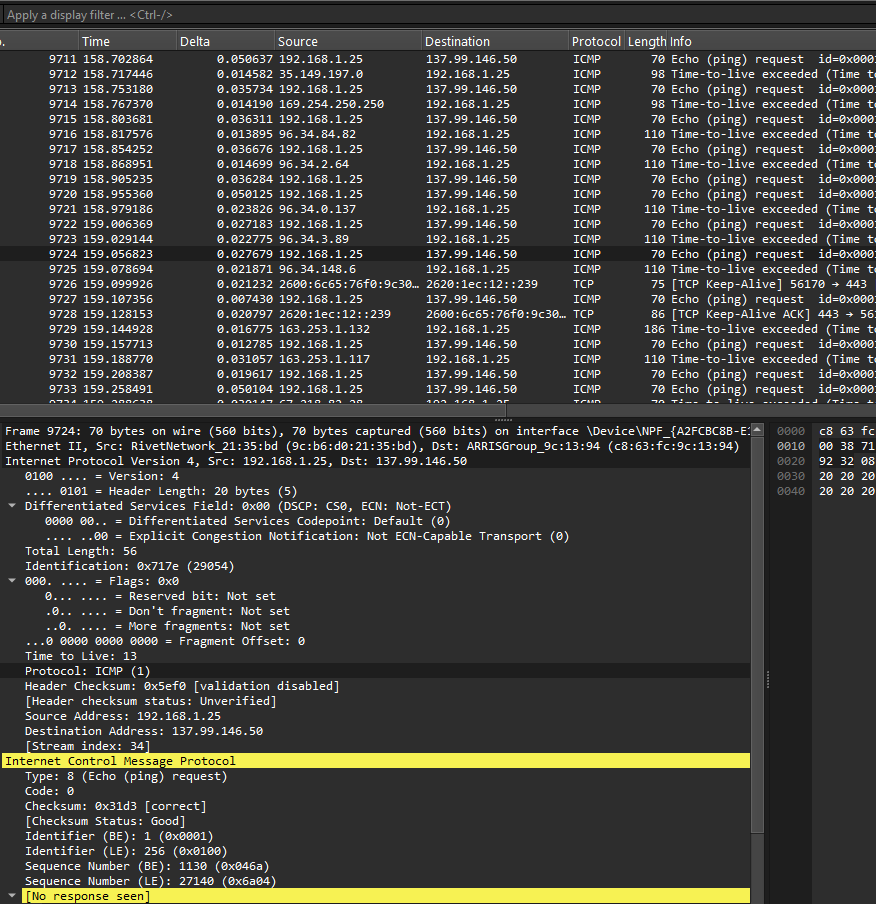 Apply a display filter ... <Ctrl-/>
Time Delta Source Destination Protocol Length Info
9711 158.702864 0.050637 192.168.1.25 137.99.146.50 ICMP 70 Echo (ping) request id=0x000
9712 158.717446 0.014582 35.149.197.0 192.168.1.25 ICMP 98 Time-to-live exceeded (Time t
9713 158.753180 0.035734 192.168.1.25 137.99.146.50 ICMP 70 Echo (ping) request id=0x000
9714 158.767370 0.014190 169.254.250.250 192.168.1.25 ICMP 98 Time-to-live exceeded (Time t
9715 158.803681 0.036311 192.168.1.25 137.99.146.50 ICMP 70 Echo (ping) request id=0x000
9716 158.817576 0.013895 96.34.84.82 192.168.1.25 ICMP 110 Time-to-live exceeded (Time t
9717 158.854252 0.036676 192.168.1.25 137.99.146.50 ICMP 70 Echo (ping) request id=0x000
9718 158.868951 0.014699 96.34.2.64 192.168.1.25 ICMP 110 Time-to-live exceeded (Time t
9719 158.905235 0.036284 192.168.1.25 137.99.146.50 ICMP 70 Echo (ping) request id=0x000
9720 158.955360 0.050125 192.168.1.25 137.99.146.50 ICMP 70 Echo (ping) request id=0x000
9721 158.979186 0.023826 96.34.0.137 192.168.1.25 ICMP 110 Time-to-live exceeded (Time t
9722 159.006369 0.027183 192.168.1.25 137.99.146.50 ICMP 70 Echo (ping) request id=0x000
9723 159.029144 0.022775 96.34.3.89 192.168.1.25 ICMP 110 Time-to-live exceeded (Time t
9724 159.056823 0.027679 192.168.1.25 137.99.146.50 ICMP 70 Echo (ping) request id=0x000
9725 159.078694 0.021871 96.34.148.6 192.168.1.25 ICMP 110 Time-to-live exceeded (Time t
9726 159.099926 0.021232 2600:6c65:76f0:9c30… 2620:1ec:12::239 TCP 75 [TCP Keep-Alive] 56170 → 443
9727 159.107356 0.007430 192.168.1.25 137.99.146.50 ICMP 70 Echo (ping) request id=0x000
9728 159.128153 0.020797 2620:1ec:12::239 2600:6c65:76f0:9c30… TCP 86 [TCP Keep-Alive ACK] 443 → 56
9729 159.144928 0.016775 163.253.1.132 192.168.1.25 ICMP 186 Time-to-live exceeded (Time t
9730 159.157713 0.012785 192.168.1.25 137.99.146.50 ICMP 70 Echo (ping) request id=0x000
9731 159.188770 0.031057 163.253.1.117 192.168.1.25 ICMP 110 Time-to-live exceeded (Time t
9732 159.208387 0.019617 192.168.1.25 137.99.146.50 ICMP 70 Echo (ping) request id=0x000
9733 159.258491 0.050104 192.168.1.25 137.99.146.50 ICMP 70 Echo (ping) request id=0x000
Frame 9724: 70 bytes on wire (560 bits), 70 bytes captured (560 bits) on interface \Device\NPF_{A2FCBC8B-E
Ethernet II, Src: RivetNetwork_21:35:bd (9c:b6:d0:21:35:bd), Dst: ARRISGroup_9c:13:94 (c8:63:fc:9c:13:94)
Internet Protocol Version 4, Src: 192.168.1.25, Dst: 137.99.146.50
0100 .... = Version: 4
.... 0101 = Header Length: 20 bytes (5)
Differentiated Services Field: 0x00 (DSCP: CS0, ECN: Not-ECT)
0000 00.. = Differentiated Services Codepoint: Default (0)
.... ..00 = Explicit Congestion Notification: Not ECN-Capable Transport (0)
Total Length: 56
Identification: 0x717e (29054)
000. .... = Flags: 0x0
0... .... = Reserved bit: Not set
.0.. .... = Don't fragment: Not set
..0. .... = More fragments: Not set
...0 0000 0000 0000 = Fragment Offset: 0
Time to Live: 13
Protocol: ICMP (1)
Header Checksum: 0x5ef0 [validation disabled]
[Header checksum status: Unverified]
Source Address: 192.168.1.25
Destination Address: 137.99.146.50
[Stream index: 34]
Internet Control Message Protocol
Type: 8 (Echo (ping) request)
Code: 0
Checksum: 0x31d3 [correct]
[Checksum Status: Good]
Identifier (BE): 1 (0x0001)
Identifier (LE): 256 (0x0100)
Sequence Number (BE): 1130 (0x046a)
Sequence Number (LE): 27140 (0x6a04)
[No response seen]
0000 c8 63 fc
0010 00 38 71
0020 92 32 08
0030 20 20 20
0040 20 20 20